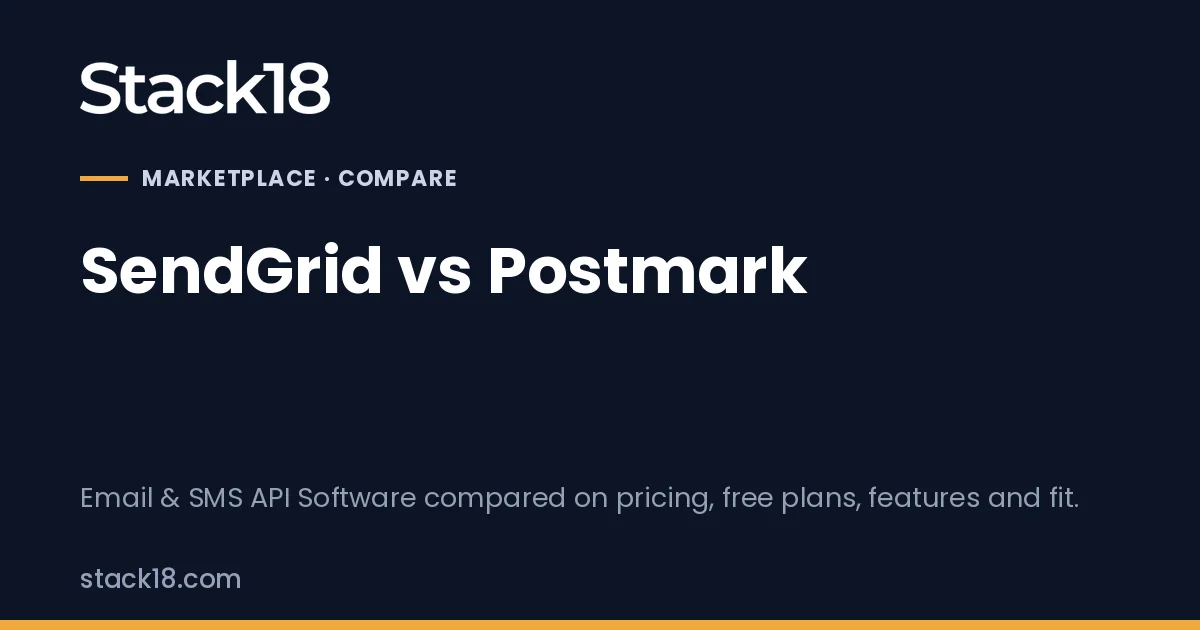 Stack18
MARKETPLACE · COMPARE
SendGrid vs Postmark
Email & SMS API Software compared on pricing, free plans, features and fit.
stack18.com